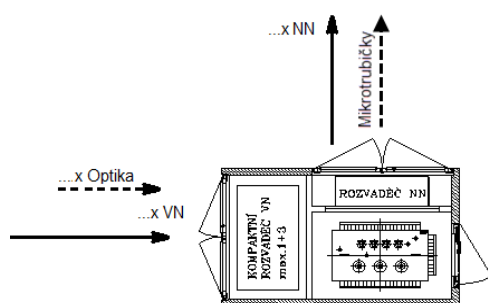 ...x NN
Mikrotrubičky
....x Optika
...x VN
ROZVADĚČ NN
KOMPAKTNÍ
ROZVADĚČ VN
max.1+3